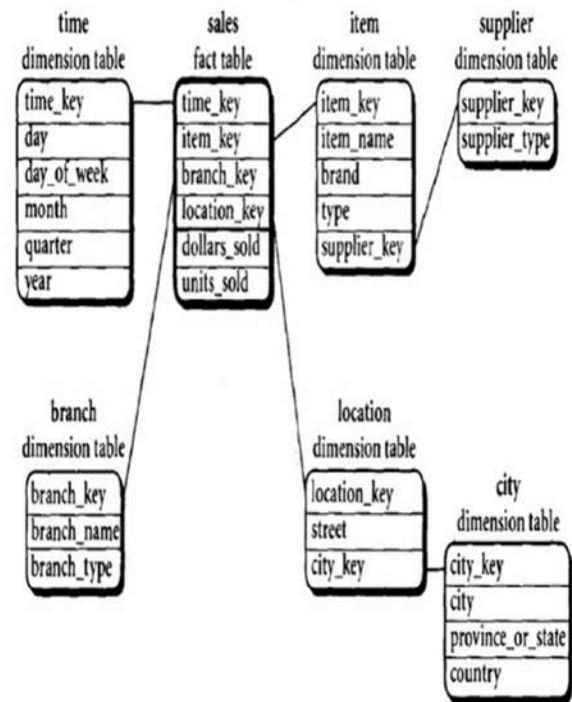 time
dimension table
time_key
day
day_of_week
month
quarter
year
sales
fact table
time_key
item_key
branch_key
location_key
dollars_sold
units_sold
item
dimension table
item_key
item_name
brand
type
supplier_key
supplier
dimension table
supplier_key
supplier_type
branch
dimension table
branch_key
branch_name
branch_type
location
dimension table
location_key
street
city_key
city
dimension table
city_key
city
province_or_state
country